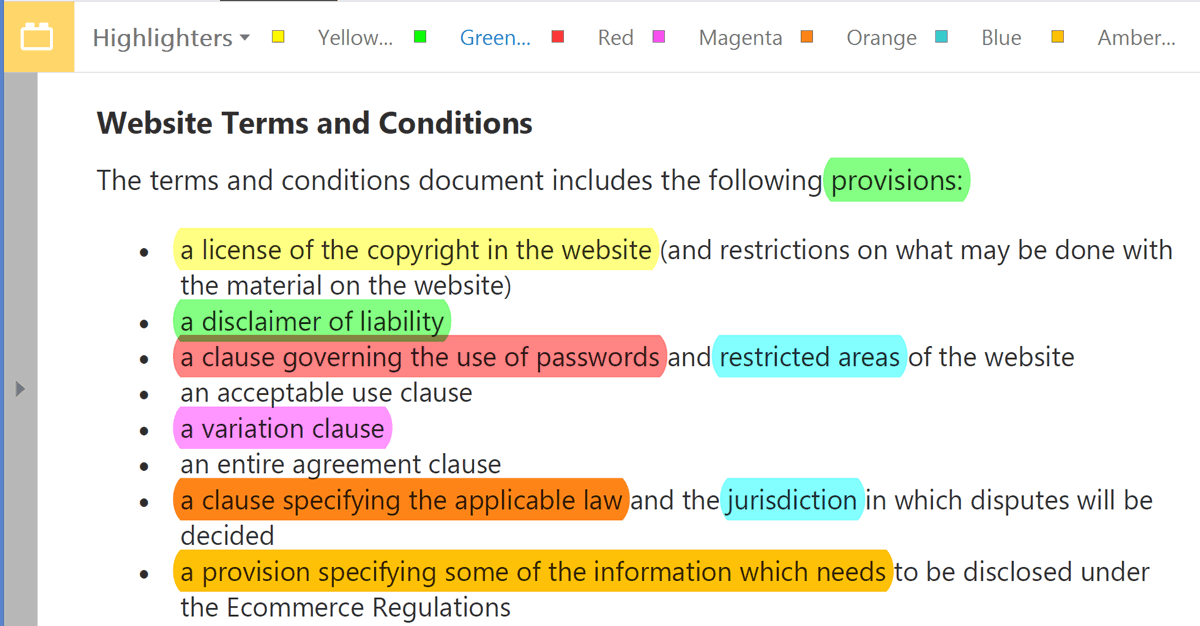 Highlighters Yellow... Green... Red Magenta Orange Blue Amber...
Website Terms and Conditions
The terms and conditions document includes the following provisions:
• a license of the copyright in the website (and restrictions on what may be done with
the material on the website)
• a disclaimer of liability
• a clause governing the use of passwords and restricted areas of the website
• an acceptable use clause
• a variation clause
• an entire agreement clause
• a clause specifying the applicable law and the jurisdiction in which disputes will be
decided
• a provision specifying some of the information which needs to be disclosed under
the Ecommerce Regulations